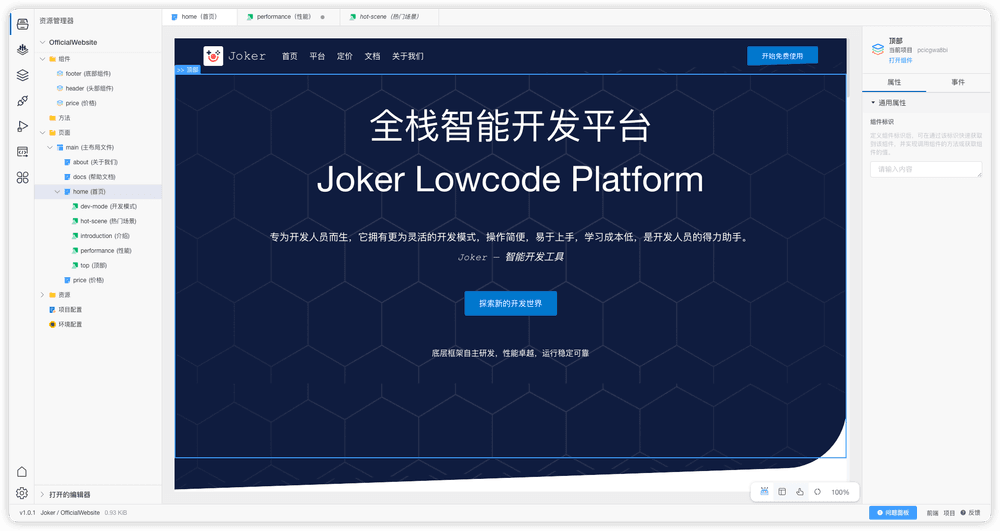 资源管理器
OfficialWebsite
组件
footer (底部组件)
header (头部组件)
price (价格)
方法
页面
main (主布局文件)
about (关于我们)
docs (帮助文档)
home (首页)
dev-mode (开发模式)
hot-scene (热门场景)
introduction (介绍)
performance (性能)
top (顶部)
price (价格)
资源
项目配置
环境配置
打开的编辑器
home (首页)
performance (性能)
hot-scene (热门场景)
Joker
首页 平台 定价 文档 关于我们
开始免费使用
>> 顶部
全栈智能开发平台
Joker Lowcode Platform
专为开发人员而生，它拥有更为灵活的开发模式，操作简便，易于上手，学习成本低，是开发人员的得力助手。
Joker — 智能开发工具
探索新的开发世界
底层框架自主研发，性能卓越，运行稳定可靠
100%
顶部
当前项目
打开组件
属性 事件
通用属性
组件标识
请输入内容
v1.0.1 Joker / OfficialWebsite 0.93 KiB
问题面板
前端 项目 反馈